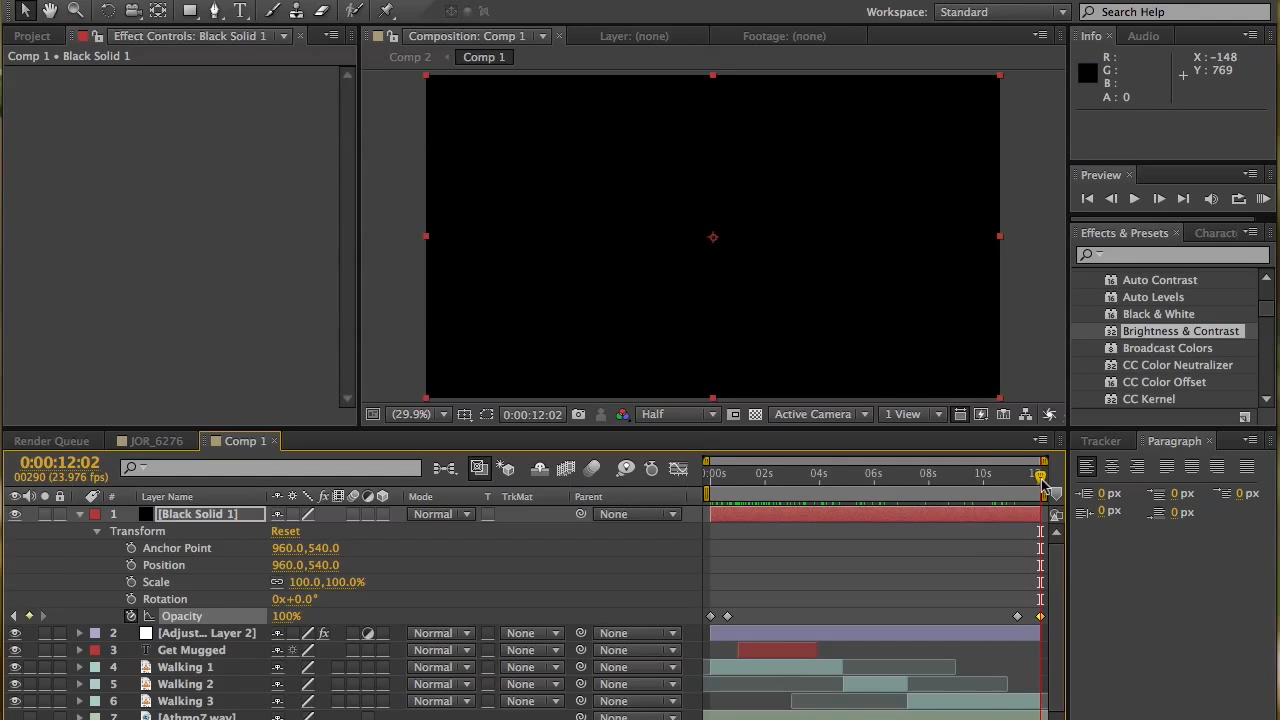 Workspace: Standard Search Help
Project Effect Controls: Black Solid 1 Composition: Comp 1 Layer: (none) Footage: (none) Info Audio
Comp 1 • Black Solid 1 Comp 2 Comp 1
R : X : -148
G : Y : 769
B :
A : 0
Preview
Effects & Presets Charact
Auto Contrast
Auto Levels
Black & White
Brightness & Contrast
Broadcast Colors
CC Color Neutralizer
CC Color Offset
CC Kernel
(29.9%) 0:00:12:02 Half Active Camera 1 View
Render Queue JOR_6276 Comp 1 Tracker Paragraph
0:00:12:02
00290 (23.976 fps)
:00s 02s 04s 06s 08s 10s
# Layer Name Mode T TrkMat Parent
0 px 0 px 0 px
0 px 0 px
1 [Black Solid 1] Normal None
Transform Reset
Anchor Point 960.0,540.0
Position 960.0,540.0
Scale 100.0,100.0%
Rotation 0x+0.0°
Opacity 100%
2 [Adjust... Layer 2] Normal None None
3 Get Mugged Normal None None
4 Walking 1 Normal None None
5 Walking 2 Normal None None
6 Walking 3 Normal None None
7 [Athmo7.wav]